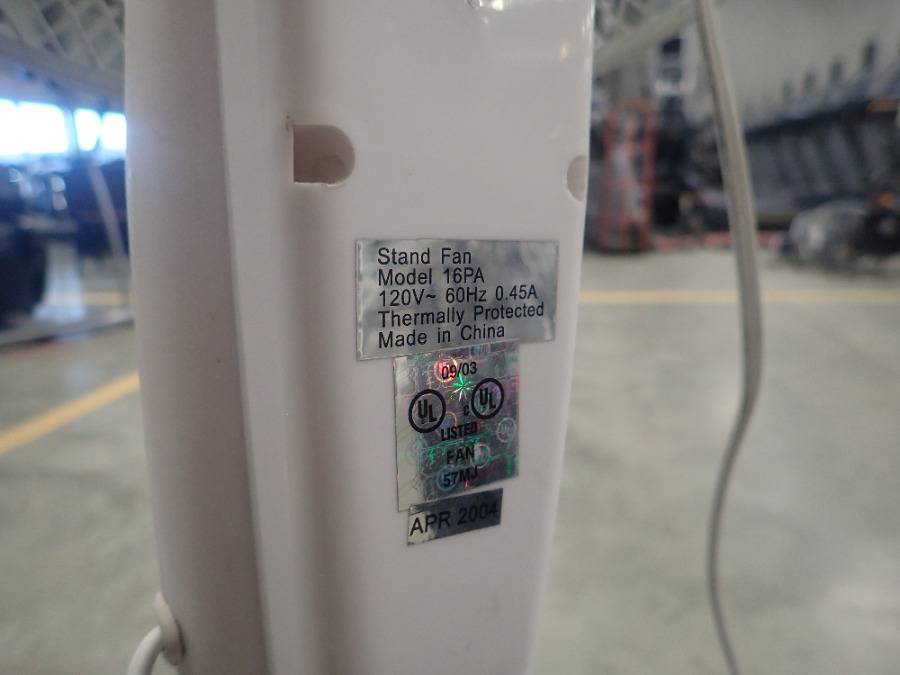 Stand Fan
Model 16PA
120V~ 60Hz 0.45A
Thermally Protected
Made in China
09/03
UL C UL
LISTED
FAN
57MJ
APR 2004